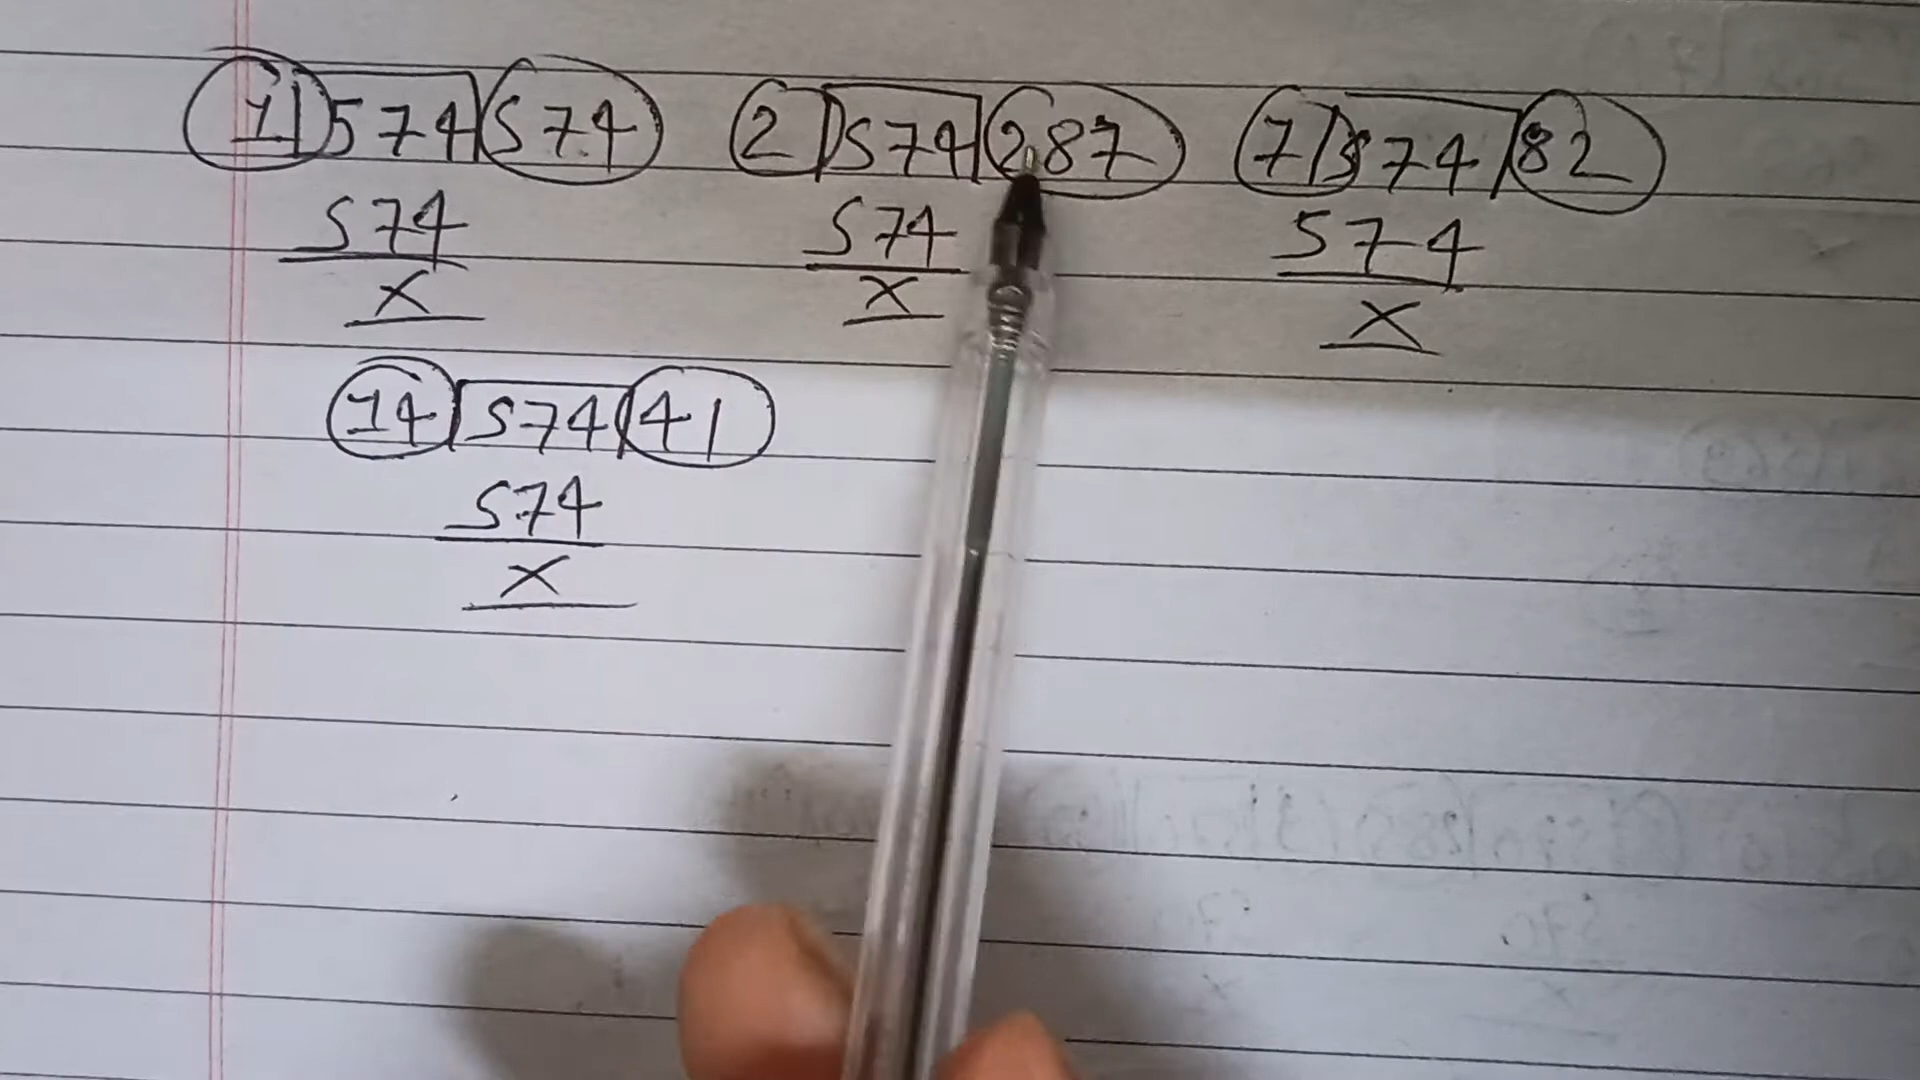 1)574(574 2)574(287 7)574(82
574 574 574
x x x
14)574(41
574
x